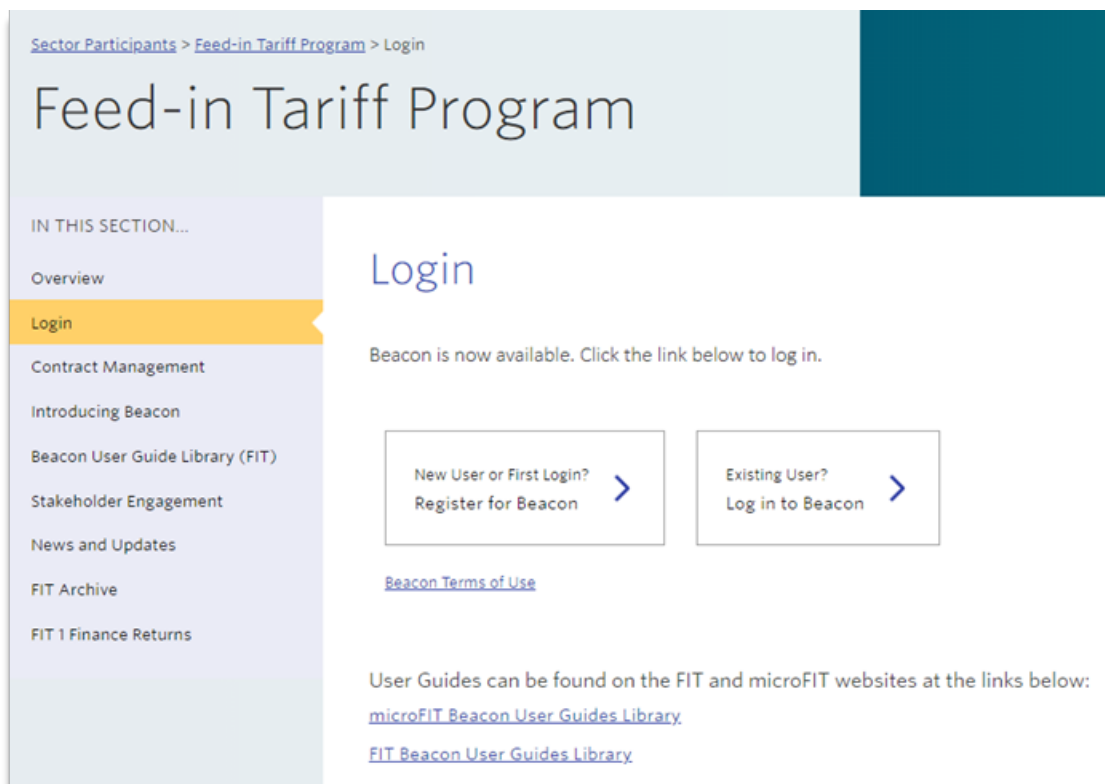 Sector Participants > Feed-in Tariff Program > Login
Feed-in Tariff Program
IN THIS SECTION...
Overview
Login
Contract Management
Introducing Beacon
Beacon User Guide Library (FIT)
Stakeholder Engagement
News and Updates
FIT Archive
FIT 1 Finance Returns
Login
Beacon is now available. Click the link below to log in.
New User or First Login?
Register for Beacon
Existing User?
Log in to Beacon
Beacon Terms of Use
User Guides can be found on the FIT and microFIT websites at the links below:
microFIT Beacon User Guides Library
FIT Beacon User Guides Library